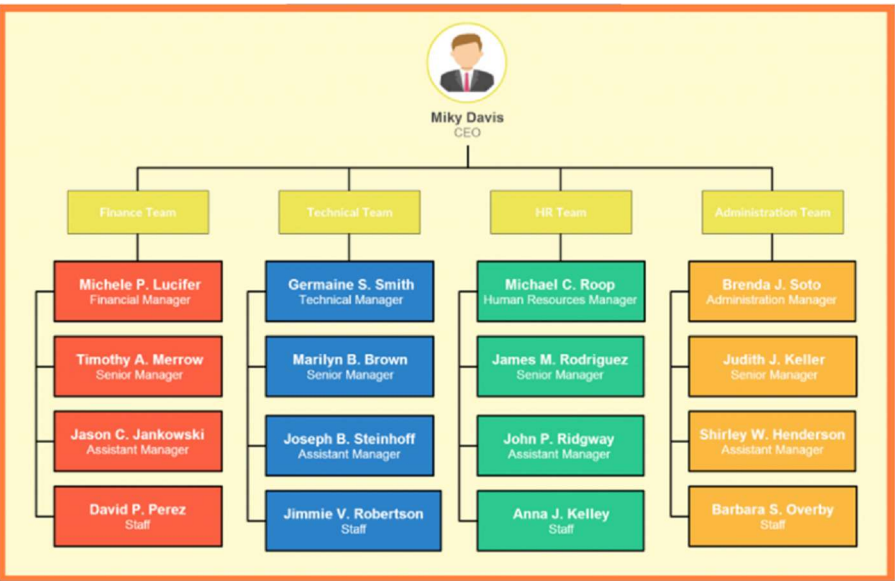 Miky Davis
CEO
Finance Team
Technical Team
HR Team
Administration Team
Michele P. Lucifer
Financial Manager
Germaine S. Smith
Technical Manager
Michael C. Roop
Human Resources Manager
Brenda J. Soto
Administration Manager
Timothy A. Merrow
Senior Manager
Marilyn B. Brown
Senior Manager
James M. Rodriguez
Senior Manager
Judith J. Keller
Senior Manager
Jason C. Jankowski
Assistant Manager
Joseph B. Steinhoff
Assistant Manager
John P. Ridgway
Assistant Manager
Shirley W. Henderson
Assistant Manager
David P. Perez
Staff
Jimmie V. Robertson
Staff
Anna J. Kelley
Staff
Barbara S. Overby
Staff